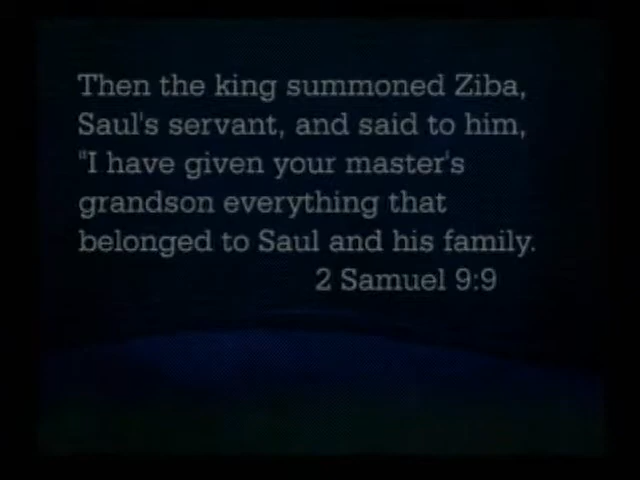 Then the king summoned Ziba,
Saul's servant, and said to him,
"I have given your master's
grandson everything that
belonged to Saul and his family.
2 Samuel 9:9